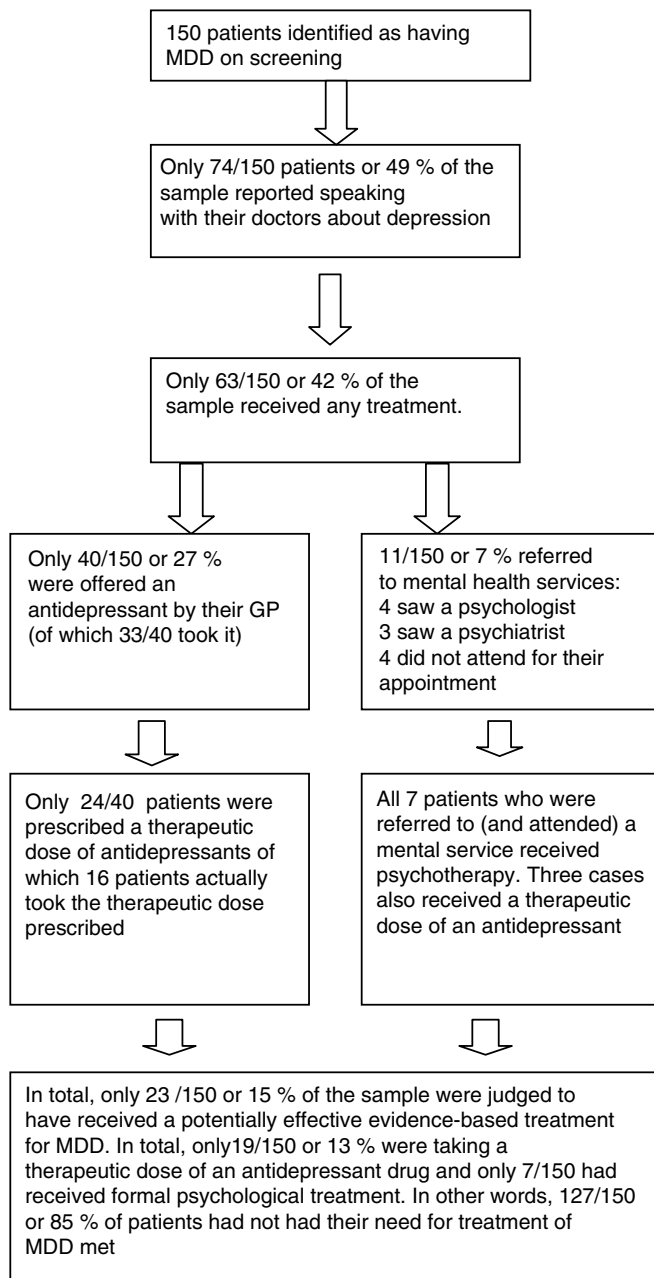 150 patients identified as having
MDD on screening
Only 74/150 patients or 49 % of the
sample reported speaking
with their doctors about depression
Only 63/150 or 42 % of the
sample received any treatment.
Only 40/150 or 27 %
were offered an
antidepressant by their GP
(of which 33/40 took it)
11/150 or 7 % referred
to mental health services:
4 saw a psychologist
3 saw a psychiatrist
4 did not attend for their
appointment
Only 24/40 patients were
prescribed a therapeutic
dose of antidepressants of
which 16 patients actually
took the therapeutic dose
prescribed
All 7 patients who were
referred to (and attended) a
mental service received
psychotherapy. Three cases
also received a therapeutic
dose of an antidepressant
In total, only 23 /150 or 15 % of the sample were judged to
have received a potentially effective evidence-based treatment
for MDD. In total, only19/150 or 13 % were taking a
therapeutic dose of an antidepressant drug and only 7/150 had
received formal psychological treatment. In other words, 127/150
or 85 % of patients had not had their need for treatment of
MDD met